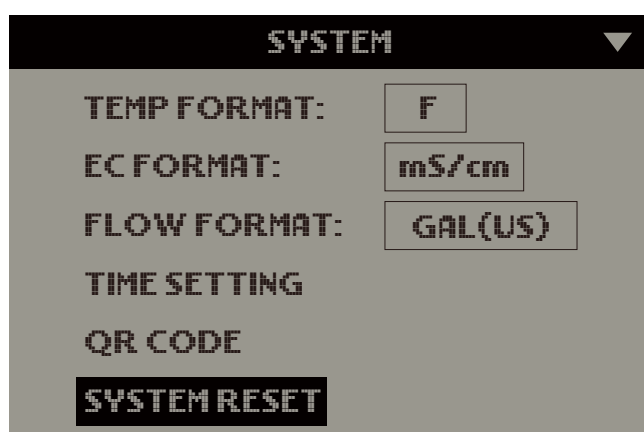 SYSTEM
TEMP FORMAT: F
EC FORMAT: mS/cm
FLOW FORMAT: GAL(US)
TIME SETTING
QR CODE
SYSTEM RESET